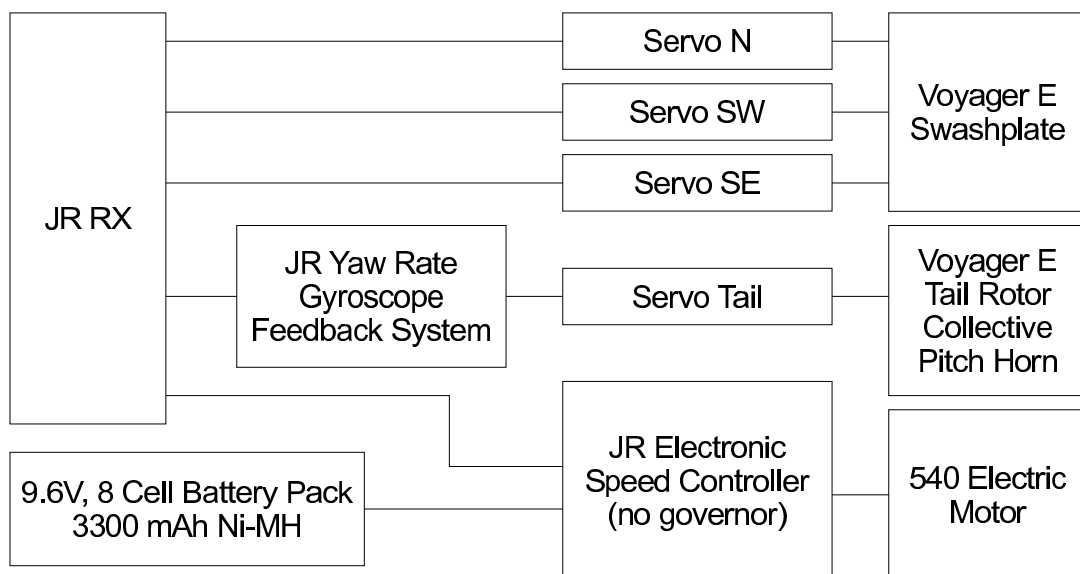 Servo N
Servo SW
Servo SE
Voyager E
Swashplate
JR RX
JR Yaw Rate
Gyroscope
Feedback System
Servo Tail
Voyager E
Tail Rotor
Collective
Pitch Horn
9.6V, 8 Cell Battery Pack
3300 mAh Ni-MH
JR Electronic
Speed Controller
(no governor)
540 Electric
Motor